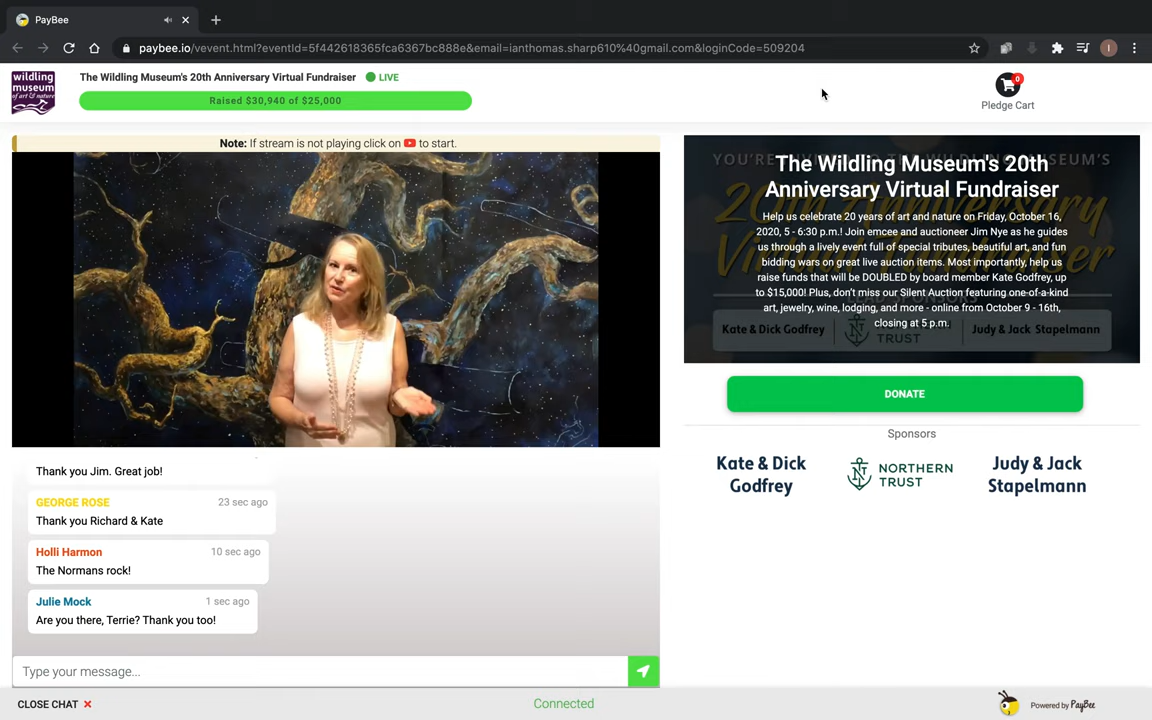 PayBee
paybee.io/vevent.html?eventId=5f442618365fca6367bc888e&email=ianthomas.sharp610%40gmail.com&loginCode=509204
I
wildling
museum
of art & nature
The Wildling Museum's 20th Anniversary Virtual Fundraiser
LIVE
Raised $30,940 of $25,000
0
Pledge Cart
Note: If stream is not playing click on to start.
Thank you Jim. Great job!
GEORGE ROSE 23 sec ago
Thank you Richard & Kate
Holli Harmon 10 sec ago
The Normans rock!
Julie Mock 1 sec ago
Are you there, Terrie? Thank you too!
Type your message...
CLOSE CHAT
Connected
The Wildling Museum's 20th
Anniversary Virtual Fundraiser
Help us celebrate 20 years of art and nature on Friday, October 16,
2020, 5 - 6:30 p.m.! Join emcee and auctioneer Jim Nye as he guides
us through a lively event full of special tributes, beautiful art, and fun
bidding wars on great live auction items. Most importantly, help us
raise funds that will be DOUBLED by board member Kate Godfrey, up
to $15,000! Plus, don't miss our Silent Auction featuring one-of-a-kind
art, jewelry, wine, lodging, and more - online from October 9 - 16th,
closing at 5 p.m.
Kate & Dick Godfrey
TRUST
Judy & Jack Stapelmann
DONATE
Sponsors
Kate & Dick
Godfrey
NORTHERN
TRUST
Judy & Jack
Stapelmann
Powered by PayBee